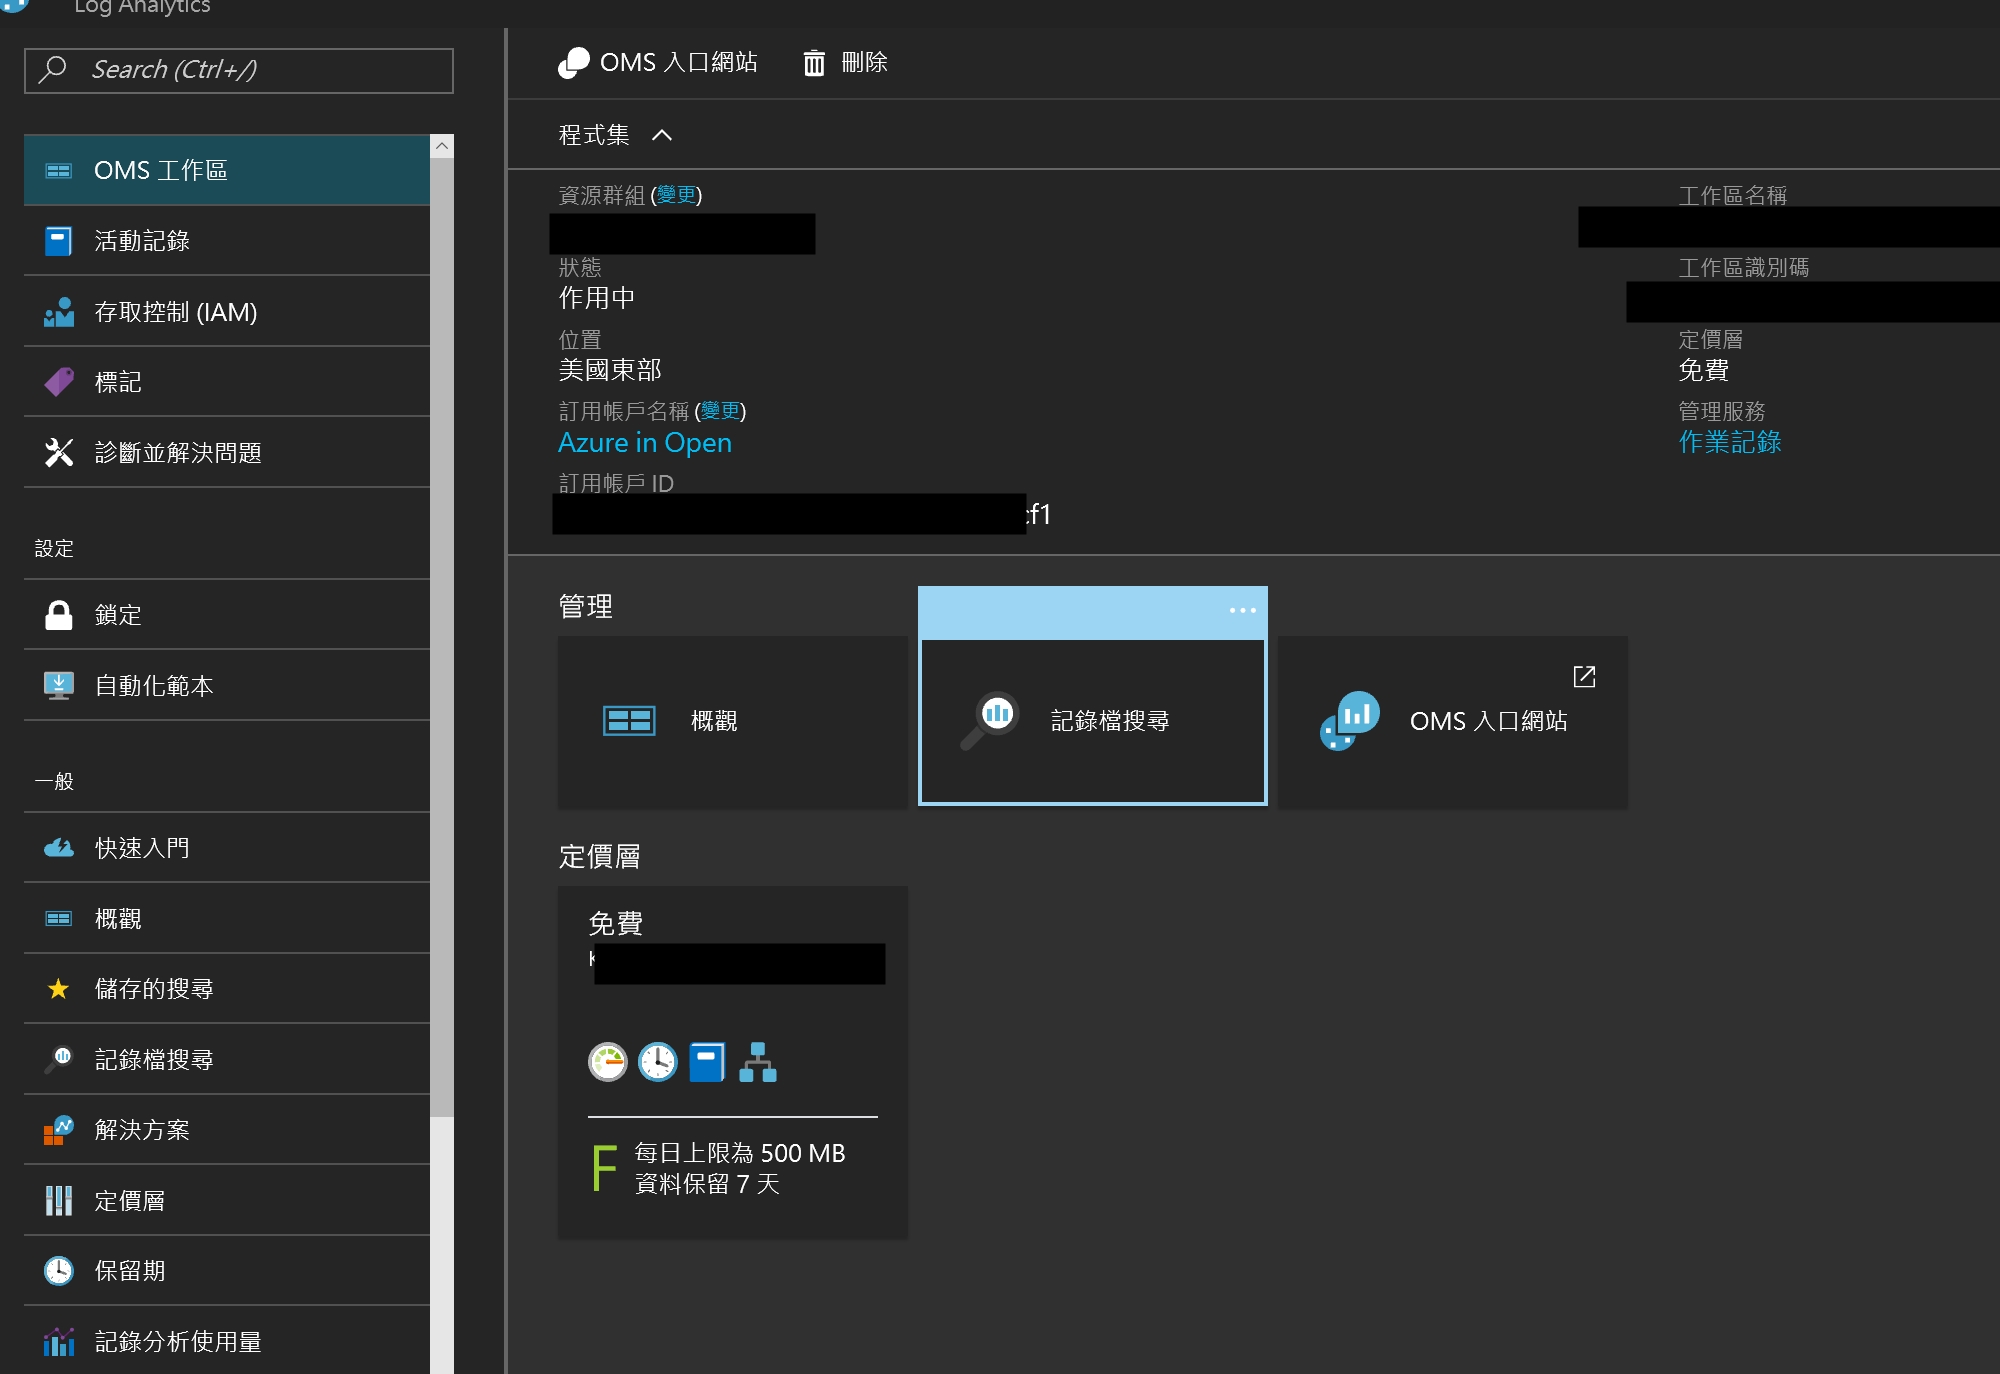 Log Analytics
Search (Ctrl+/)
OMS 工作區
活動記錄
存取控制 (IAM)
標記
診斷並解決問題
設定
鎖定
自動化範本
一般
快速入門
概觀
儲存的搜尋
記錄檔搜尋
解決方案
定價層
保留期
記錄分析使用量
OMS 入口網站
刪除
程式集
資源群組 (變更)
狀態
作用中
位置
美國東部
訂用帳戶名稱 (變更)
Azure in Open
訂用帳戶 ID
cf1
工作區名稱
工作區識別碼
定價層
免費
管理服務
作業記錄
管理
概觀
記錄檔搜尋
OMS 入口網站
定價層
免費
F
每日上限為 500 MB
資料保留 7 天